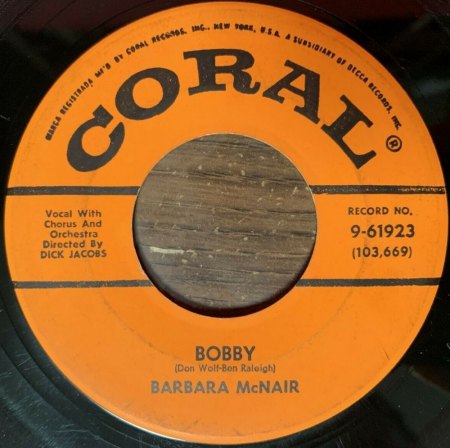 MARCA REGISTRADA MF'D BY CORAL RECORDS, INC., NEW YORK, U.S.A. A SUBSIDIARY OF DECCA RECORDS, INC.
CORAL®
Vocal With
Chorus And
Orchestra
Directed By
DICK JACOBS
RECORD NO.
9-61923
(103,669)
BOBBY
(Don Wolf-Ben Raleigh)
BARBARA McNAIR